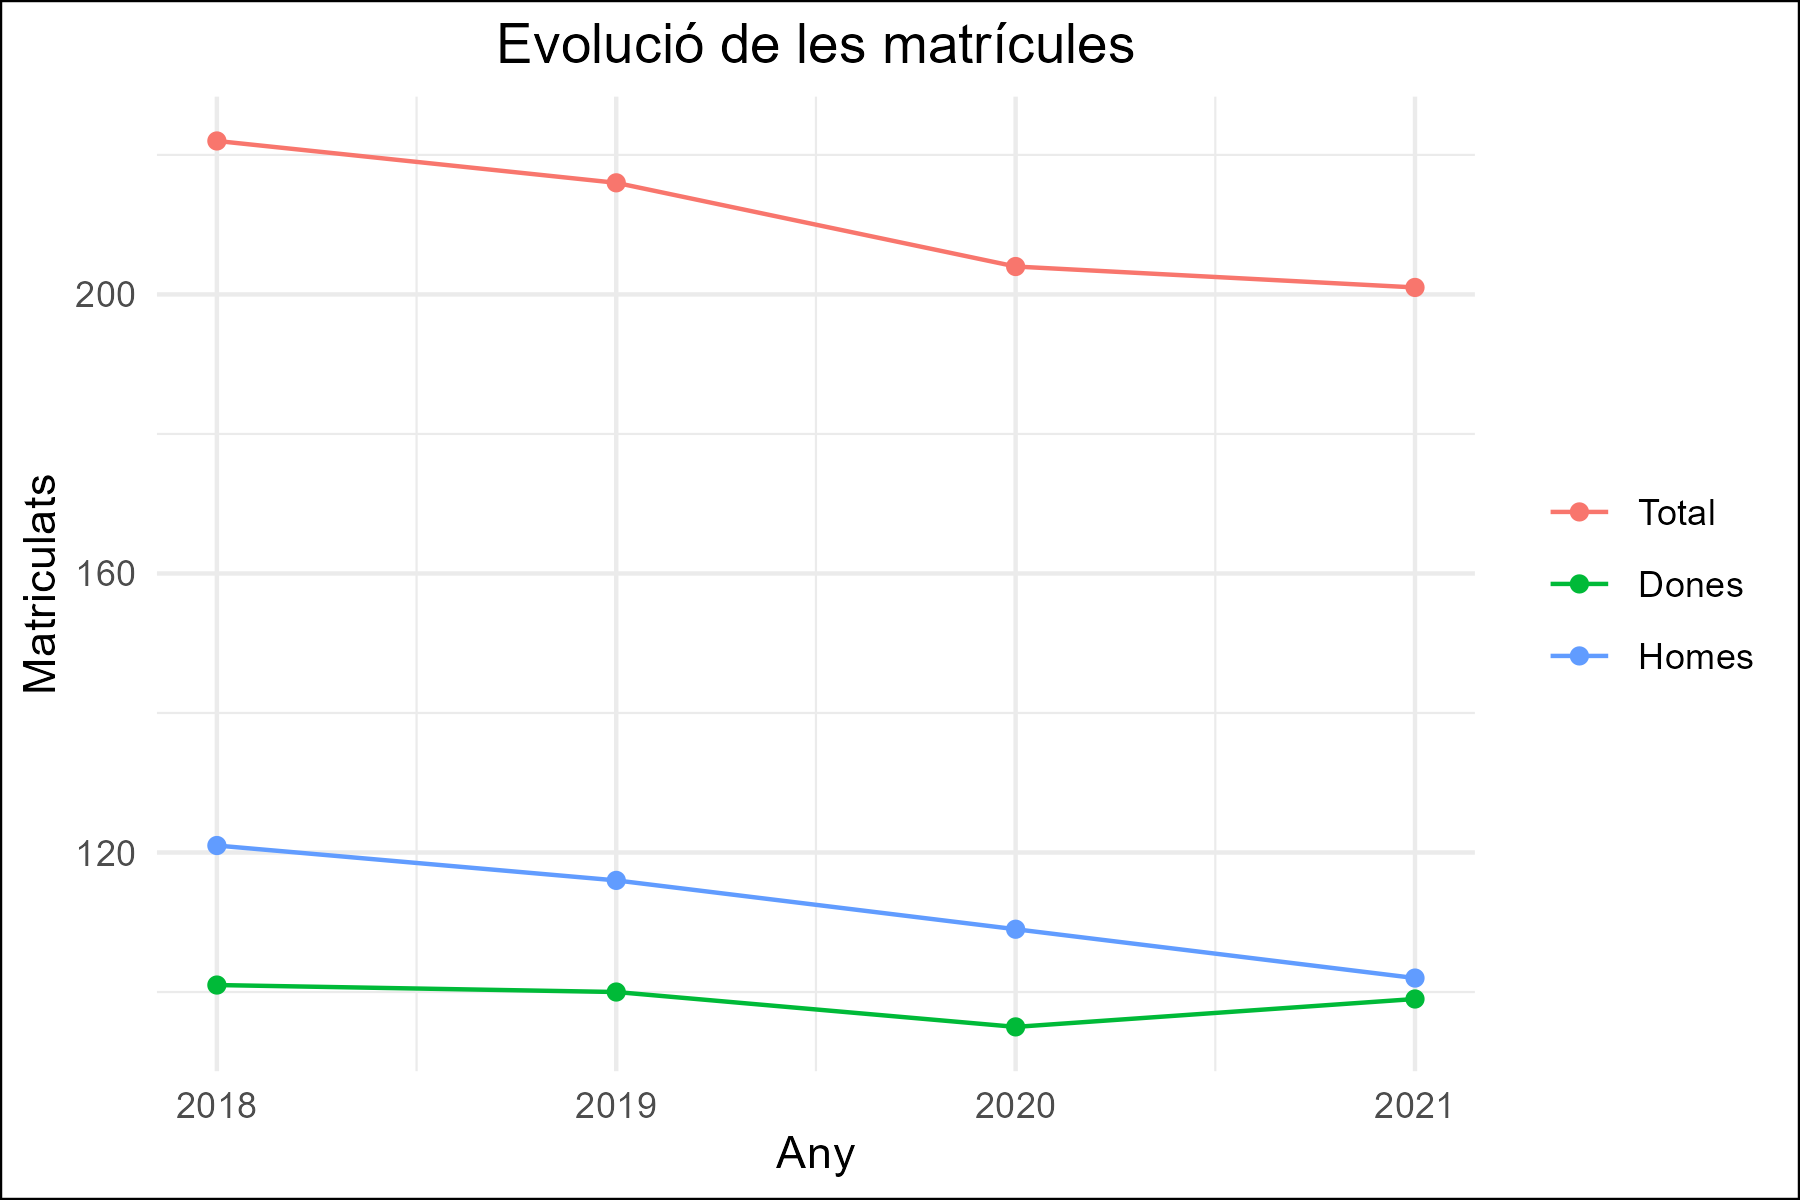 Evolució de les matrícules
Matriculats
200
160
120
2018 2019 2020 2021
Any
Total
Dones
Homes